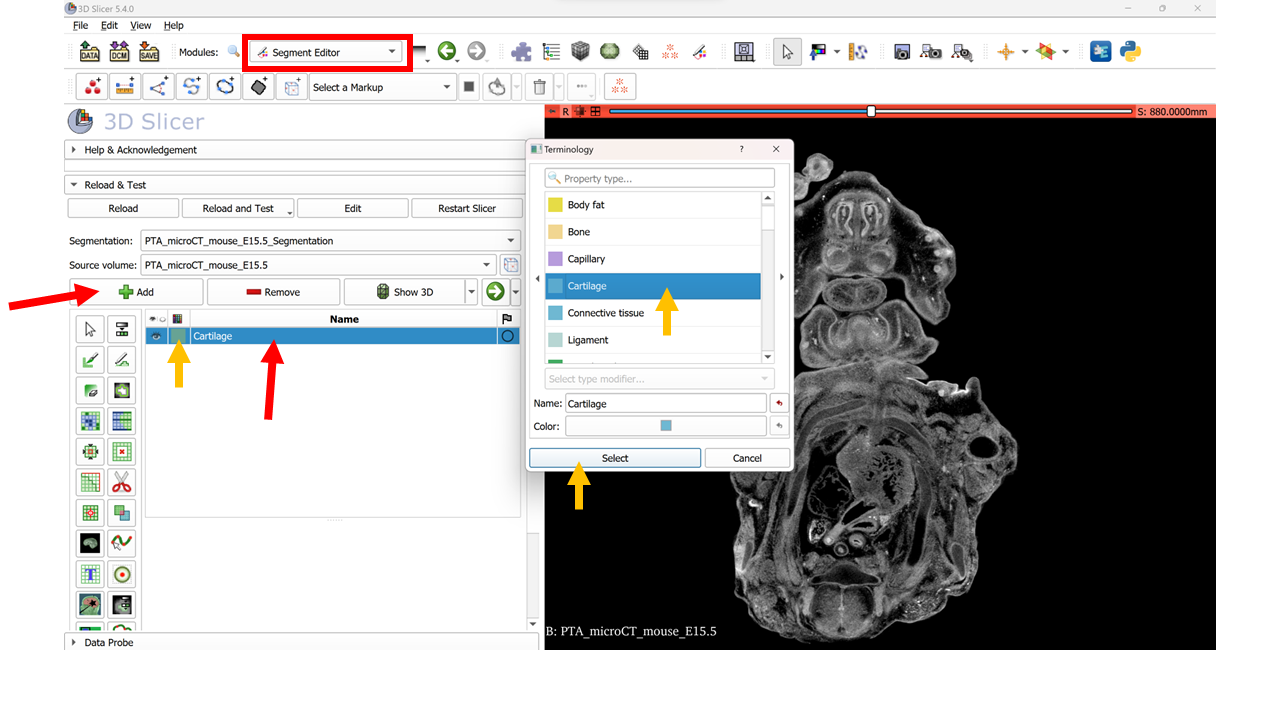 3D Slicer 5.4.0
File Edit View Help
DATA DCM SAVE Modules: Segment Editor
Select a Markup
3D Slicer
R S: 880.0000mm
Help & Acknowledgement
Reload & Test
Reload Reload and Test Edit Restart Slicer
Segmentation: PTA_microCT_mouse_E15.5_Segmentation
Source volume: PTA_microCT_mouse_E15.5
Add Remove Show 3D
Name
Cartilage
T
Data Probe
Terminology ?
Property type...
Body fat
Bone
Capillary
Cartilage
Connective tissue
Ligament
Select type modifier...
Name: Cartilage
Color:
Select Cancel
B: PTA_microCT_mouse_E15.5